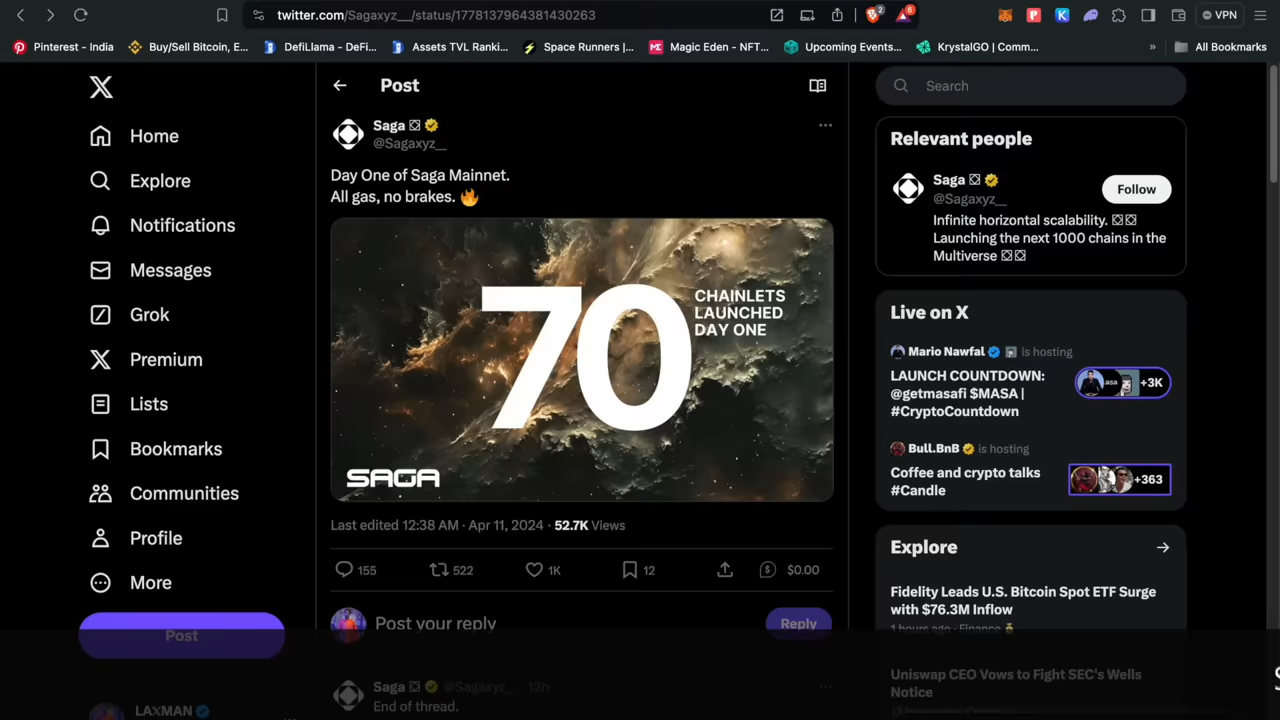 twitter.com/Sagaxyz__/status/1778137964381430263
2
6
VPN
Pinterest - India
Buy/Sell Bitcoin, E...
DefiLlama - DeFi...
Assets TVL Ranki...
Space Runners |...
Magic Eden - NFT...
Upcoming Events...
KrystalGO | Comm...
»
All Bookmarks
Home
Explore
Notifications
Messages
Grok
Premium
Lists
Bookmarks
Communities
Profile
More
Post
LAXMAN
Post
Saga
@Sagaxyz__
Day One of Saga Mainnet.
All gas, no brakes. 🔥
70
CHAINLETS
LAUNCHED
DAY ONE
SAGA
Last edited 12:38 AM · Apr 11, 2024 · 52.7K Views
155
522
1K
12
$0.00
Post your reply
Reply
Saga @Sagaxyz__ 12h
End of thread.
Search
Relevant people
Saga
@Sagaxyz__
Follow
Infinite horizontal scalability.
Launching the next 1000 chains in the
Multiverse
Live on X
Mario Nawfal is hosting
LAUNCH COUNTDOWN:
@getmasafi $MASA |
#CryptoCountdown
+3K
Bull.BnB is hosting
Coffee and crypto talks
#Candle
+363
Explore
Fidelity Leads U.S. Bitcoin Spot ETF Surge
with $76.3M Inflow
1 hours ago · Finance
Uniswap CEO Vows to Fight SEC's Wells
Notice